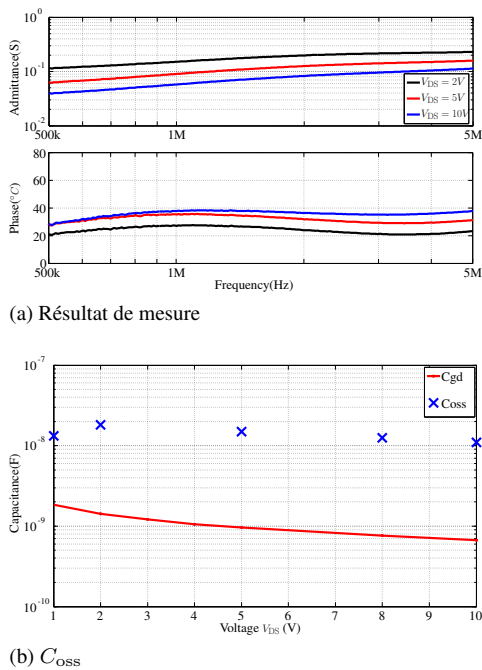 10^0
10^-1
10^-2
Admittance(S)
V_DS = 2V
V_DS = 5V
V_DS = 10V
500k 1M 5M
80
60
40
20
0
Phase(°C)
500k 1M 5M
Frequency(Hz)
(a) Résultat de mesure
10^-7
10^-8
10^-9
10^-10
Capacitance(F)
Cgd
Coss
1 2 3 4 5 6 7 8 9 10
Voltage V_DS (V)
(b) C_oss